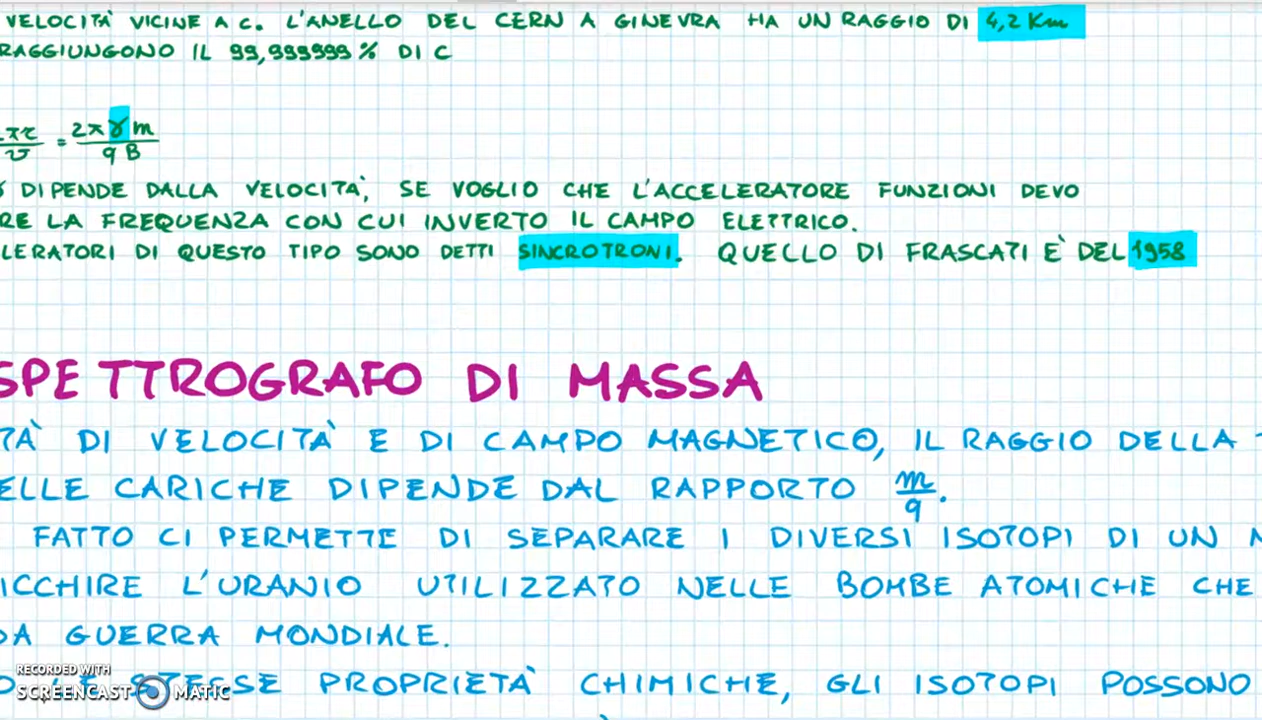 VELOCITÀ VICINE A C. L'ANELLO DEL CERN A GINEVRA HA UN RAGGIO DI 4,2 Km
RAGGIUNGONO IL 99,999999% DI C
= 2πγm / qB
DIPENDE DALLA VELOCITÀ, SE VOGLIO CHE L'ACCELERATORE FUNZIONI DEVO
RE LA FREQUENZA CON CUI INVERTO IL CAMPO ELETTRICO.
LERATORI DI QUESTO TIPO SONO DETTI SINCROTRONI. QUELLO DI FRASCATI È DEL 1958
SPETTROGRAFO DI MASSA
TÀ DI VELOCITÀ E DI CAMPO MAGNETICO, IL RAGGIO DELLA
ELLE CARICHE DIPENDE DAL RAPPORTO m/q.
FATTO CI PERMETTE DI SEPARARE I DIVERSI ISOTOPI DI UN
ICCHIRE L'URANIO UTILIZZATO NELLE BOMBE ATOMICHE CHE
DA GUERRA MONDIALE.
RECORDED WITH
SCREENCAST MATIC
O LE STESSE PROPRIETÀ CHIMICHE, GLI ISOTOPI POSSONO